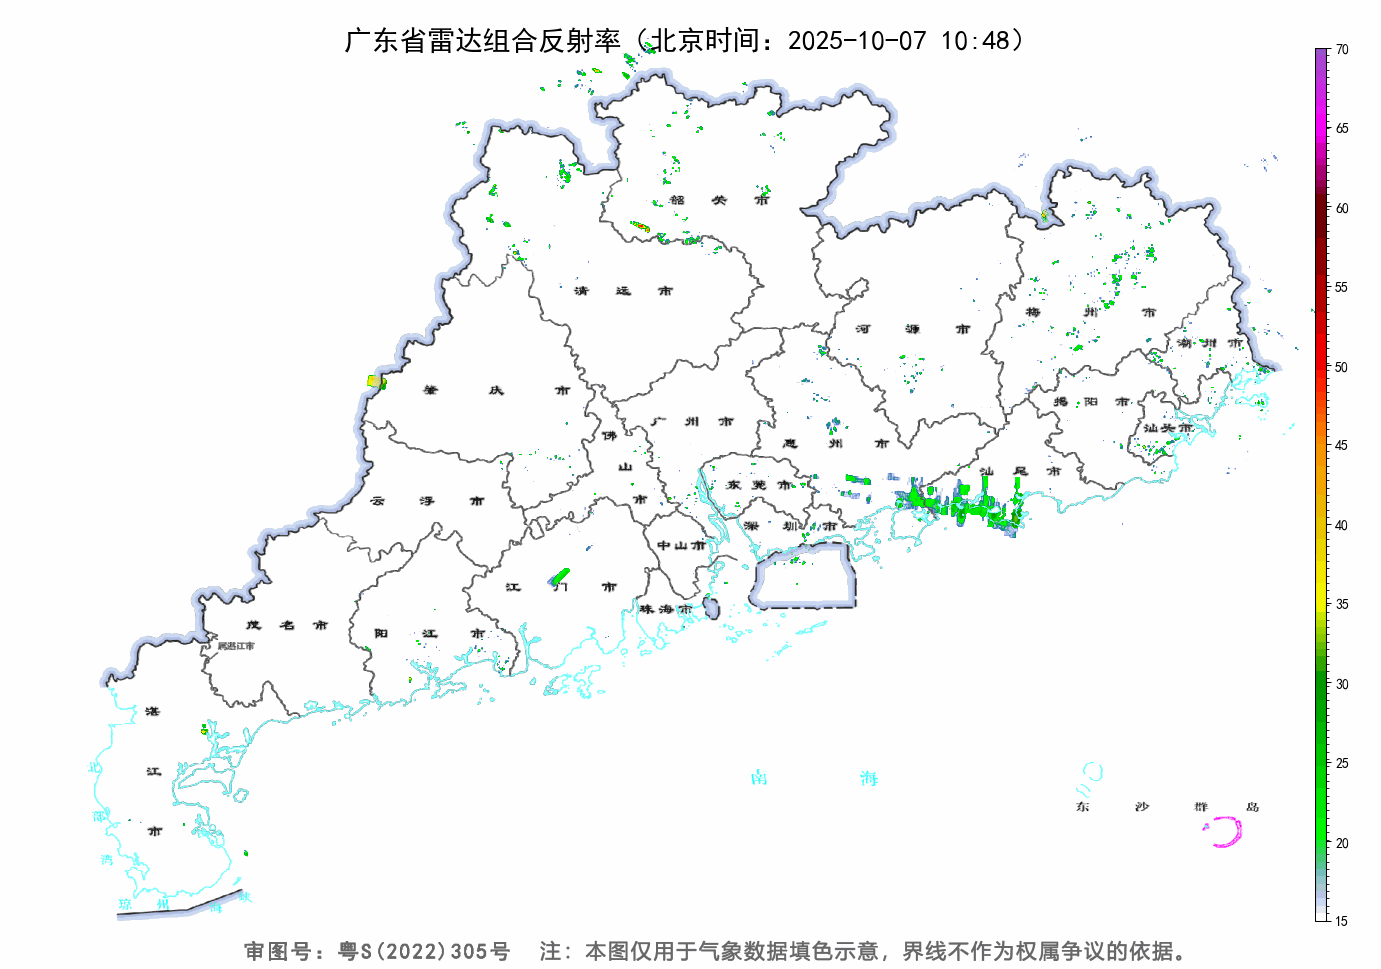 广东省雷达组合反射率（北京时间：2025-10-07 10:48）
70
65
60
55
50
45
40
35
30
25
20
15
韶关市
清远市
梅州市
河源市
潮州市
肇庆市
揭阳市
广州市
汕头市
佛山市
惠州市
汕尾市
东莞市
云浮市
深圳市
中山市
江门市
珠海市
茂名市
阳江市
属湛江市
湛江市
北部湾
南海
东沙群岛
琼州海峡
审图号：粤S(2022)305号 注：本图仅用于气象数据填色示意，界线不作为权属争议的依据。